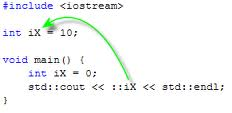 #include <iostream>
int iX = 10;
void main() {
int iX = 0;
std::cout << ::iX << std::endl;
}